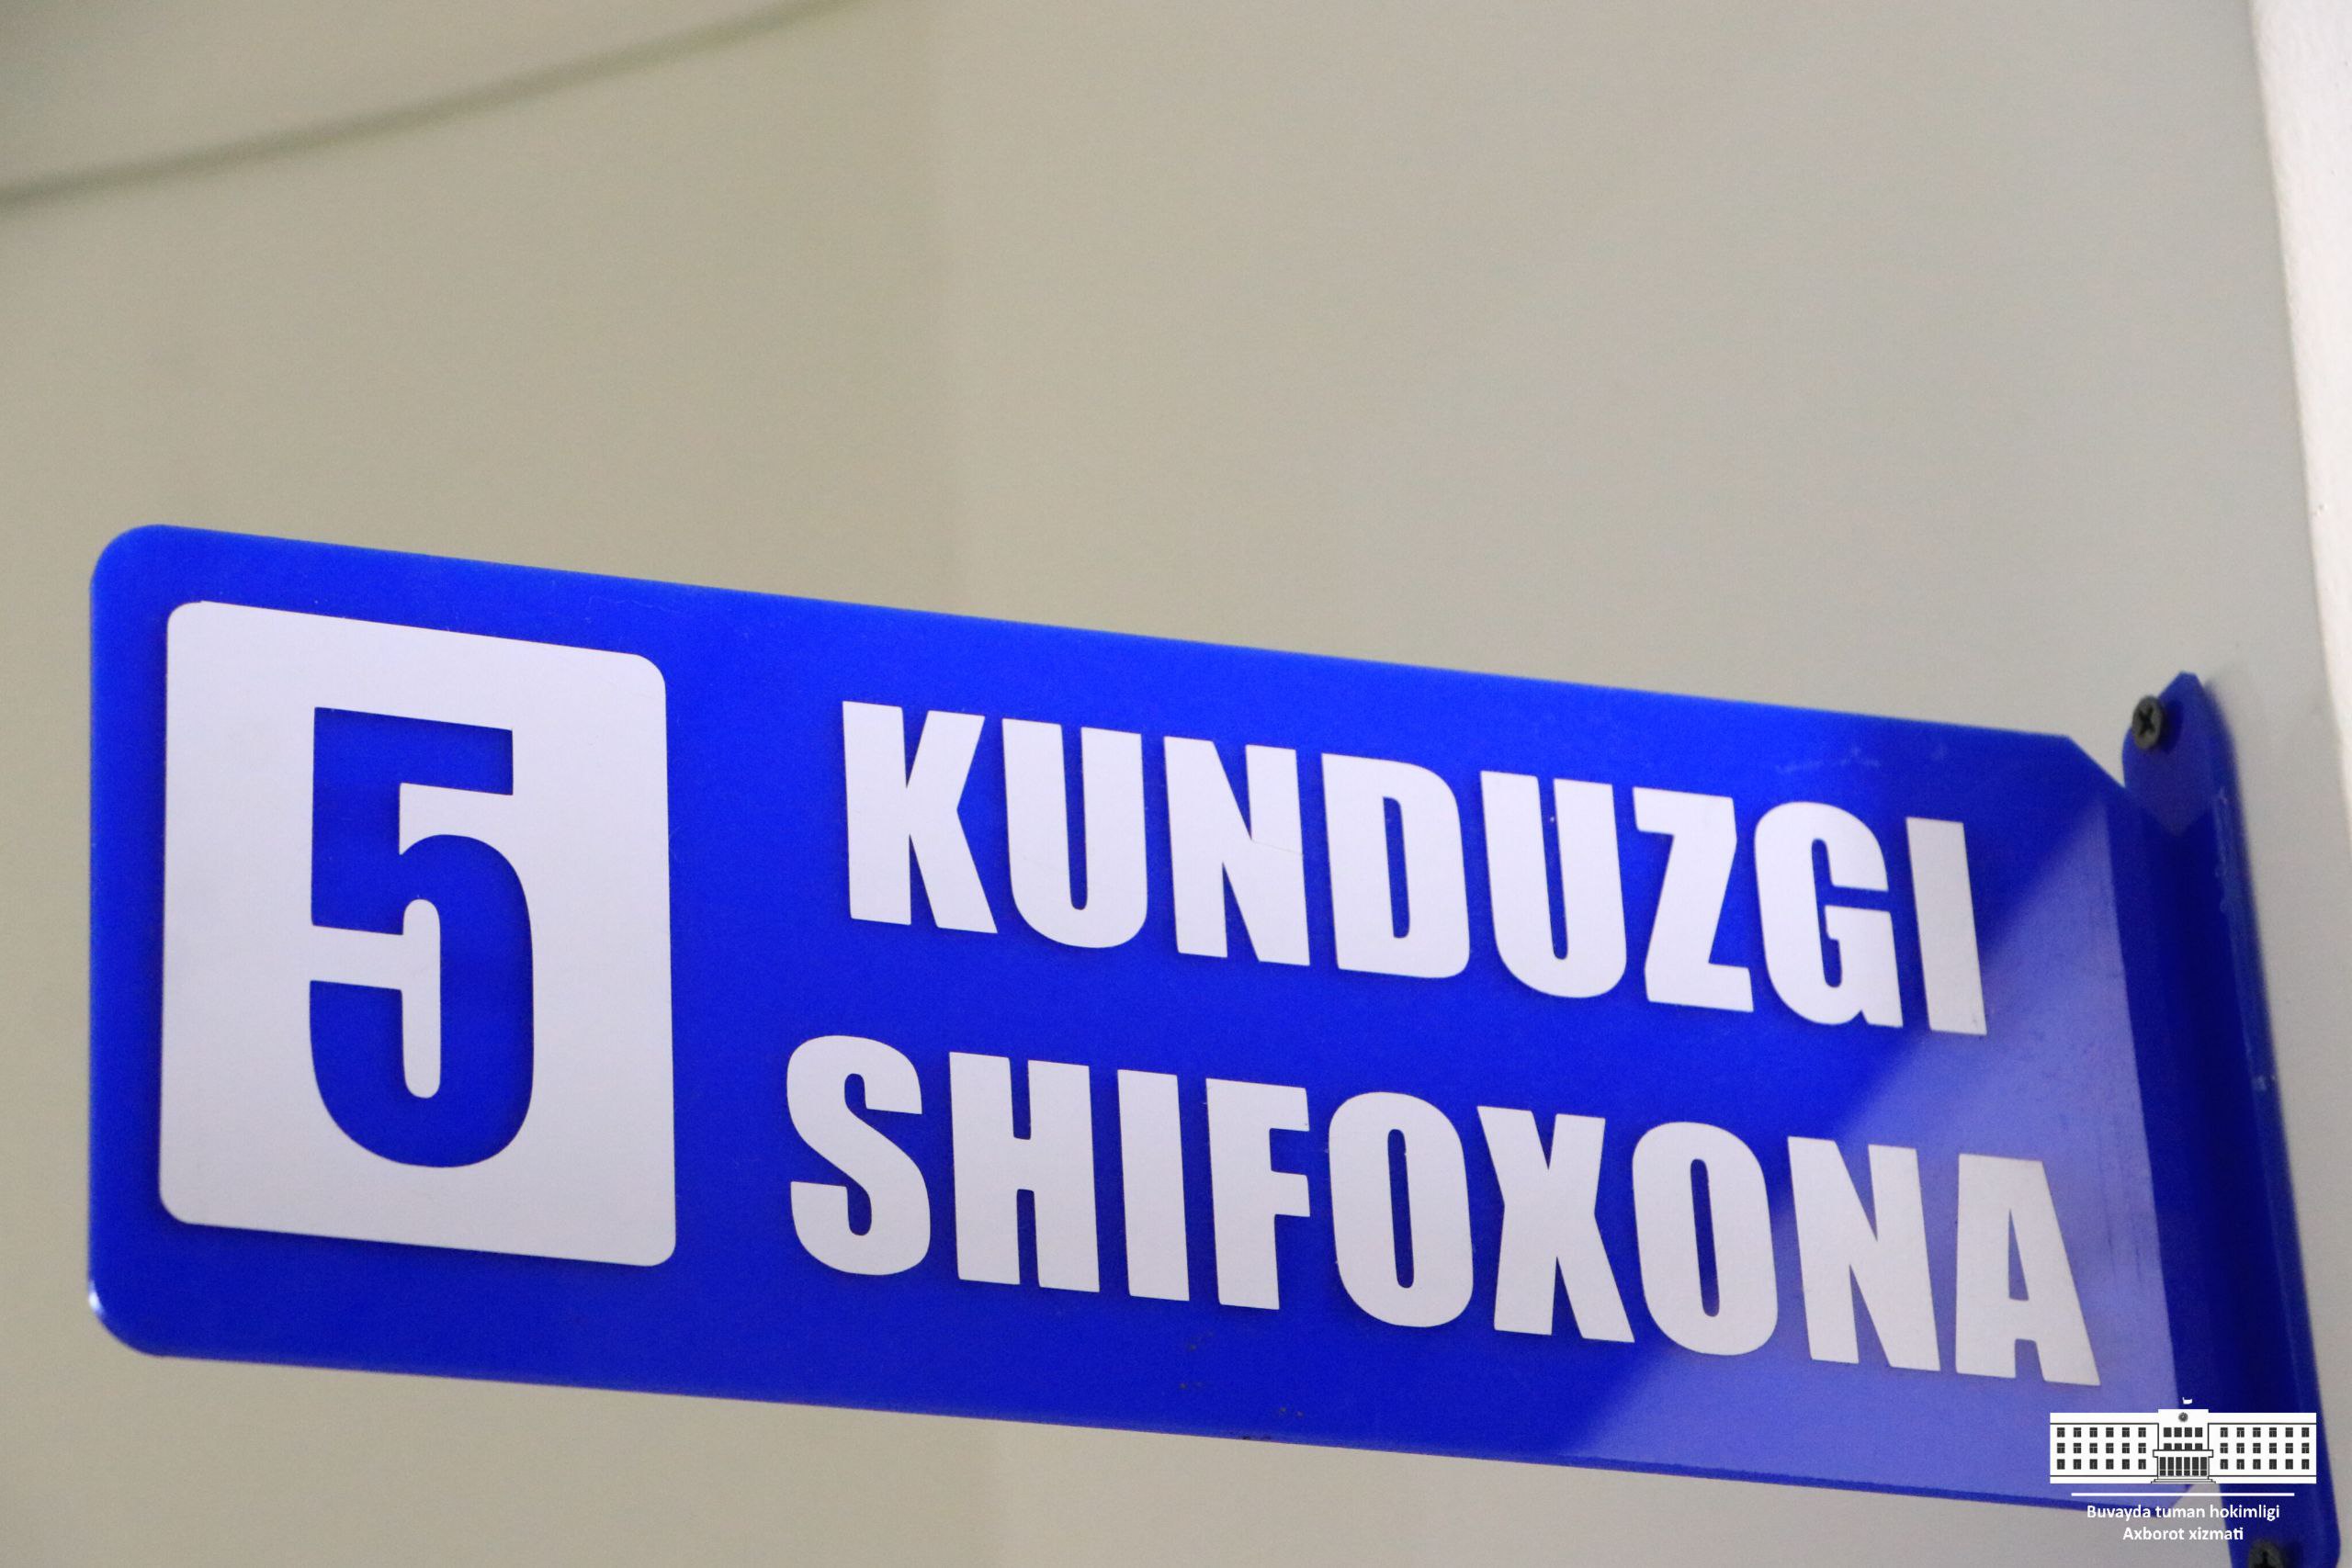 5
KUNDUZGI
SHIFOXONA
Buvayda tuman hokimligi
Axborot xizmati